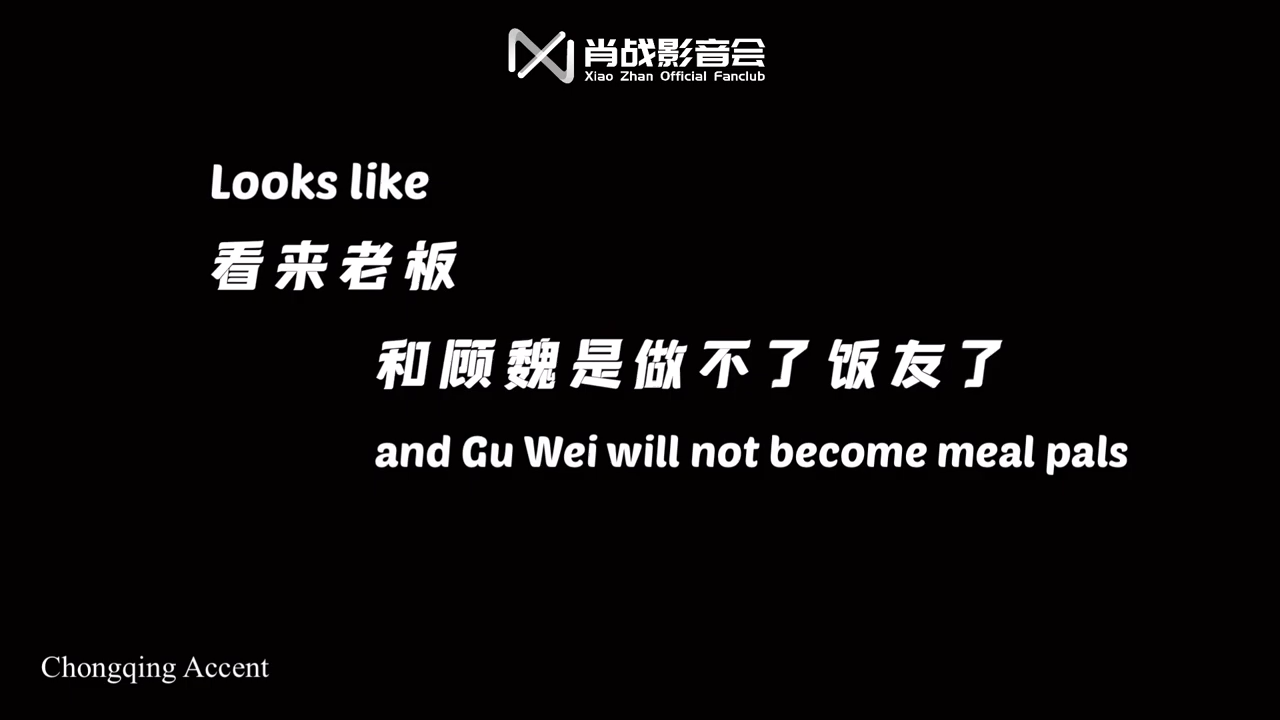 肖战影音会
Xiao Zhan Official Fanclub
Looks like
看来老板
和顾魏是做不了饭友了
and Gu Wei will not become meal pals
Chongqing Accent